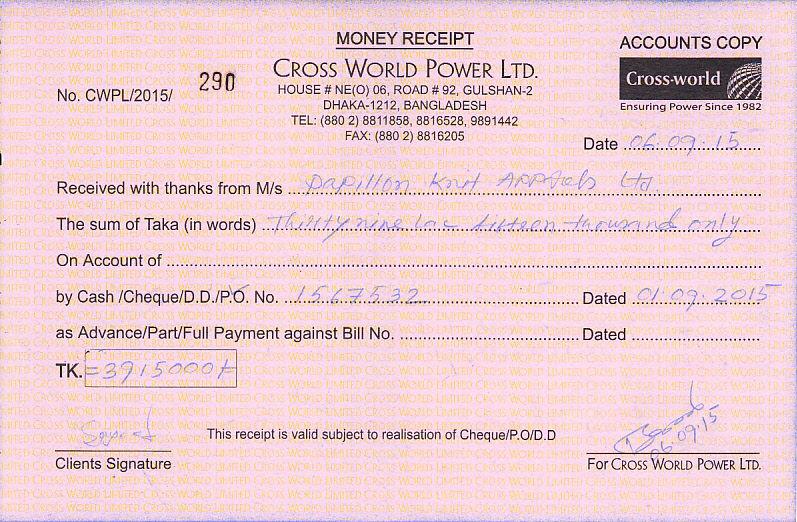 MONEY RECEIPT
ACCOUNTS COPY
CROSS WORLD POWER LTD.
Cross-world
Ensuring Power Since 1982
No. CWPL/2015/ 290
HOUSE # NE(O) 06, ROAD # 92, GULSHAN-2
DHAKA-1212, BANGLADESH
TEL: (880 2) 8811858, 8816528, 9891442
FAX: (880 2) 8816205
Date 06.09.15
Received with thanks from M/s Papillon Knit Apparels Ltd.
The sum of Taka (in words) Thirty nine lac fifteen thousand only
On Account of
by Cash /Cheque/D.D./P.O. No. 1567532 Dated 01.09.2015
as Advance/Part/Full Payment against Bill No. Dated
TK. =3915000/=
This receipt is valid subject to realisation of Cheque/P.O/D.D
06.09.15
Clients Signature
For CROSS WORLD POWER LTD.